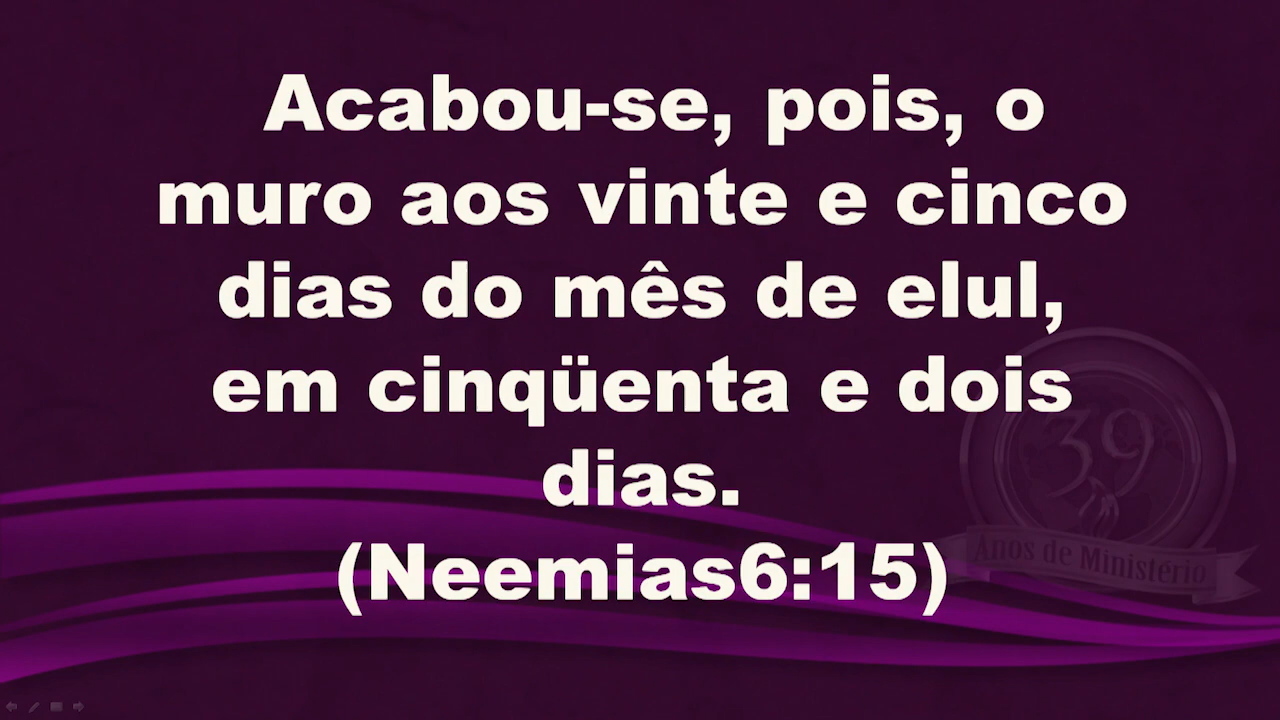 Acabou-se, pois, o
muro aos vinte e cinco
dias do mês de elul,
em cinqüenta e dois
dias.
(Neemias6:15)
39
Anos de Ministério